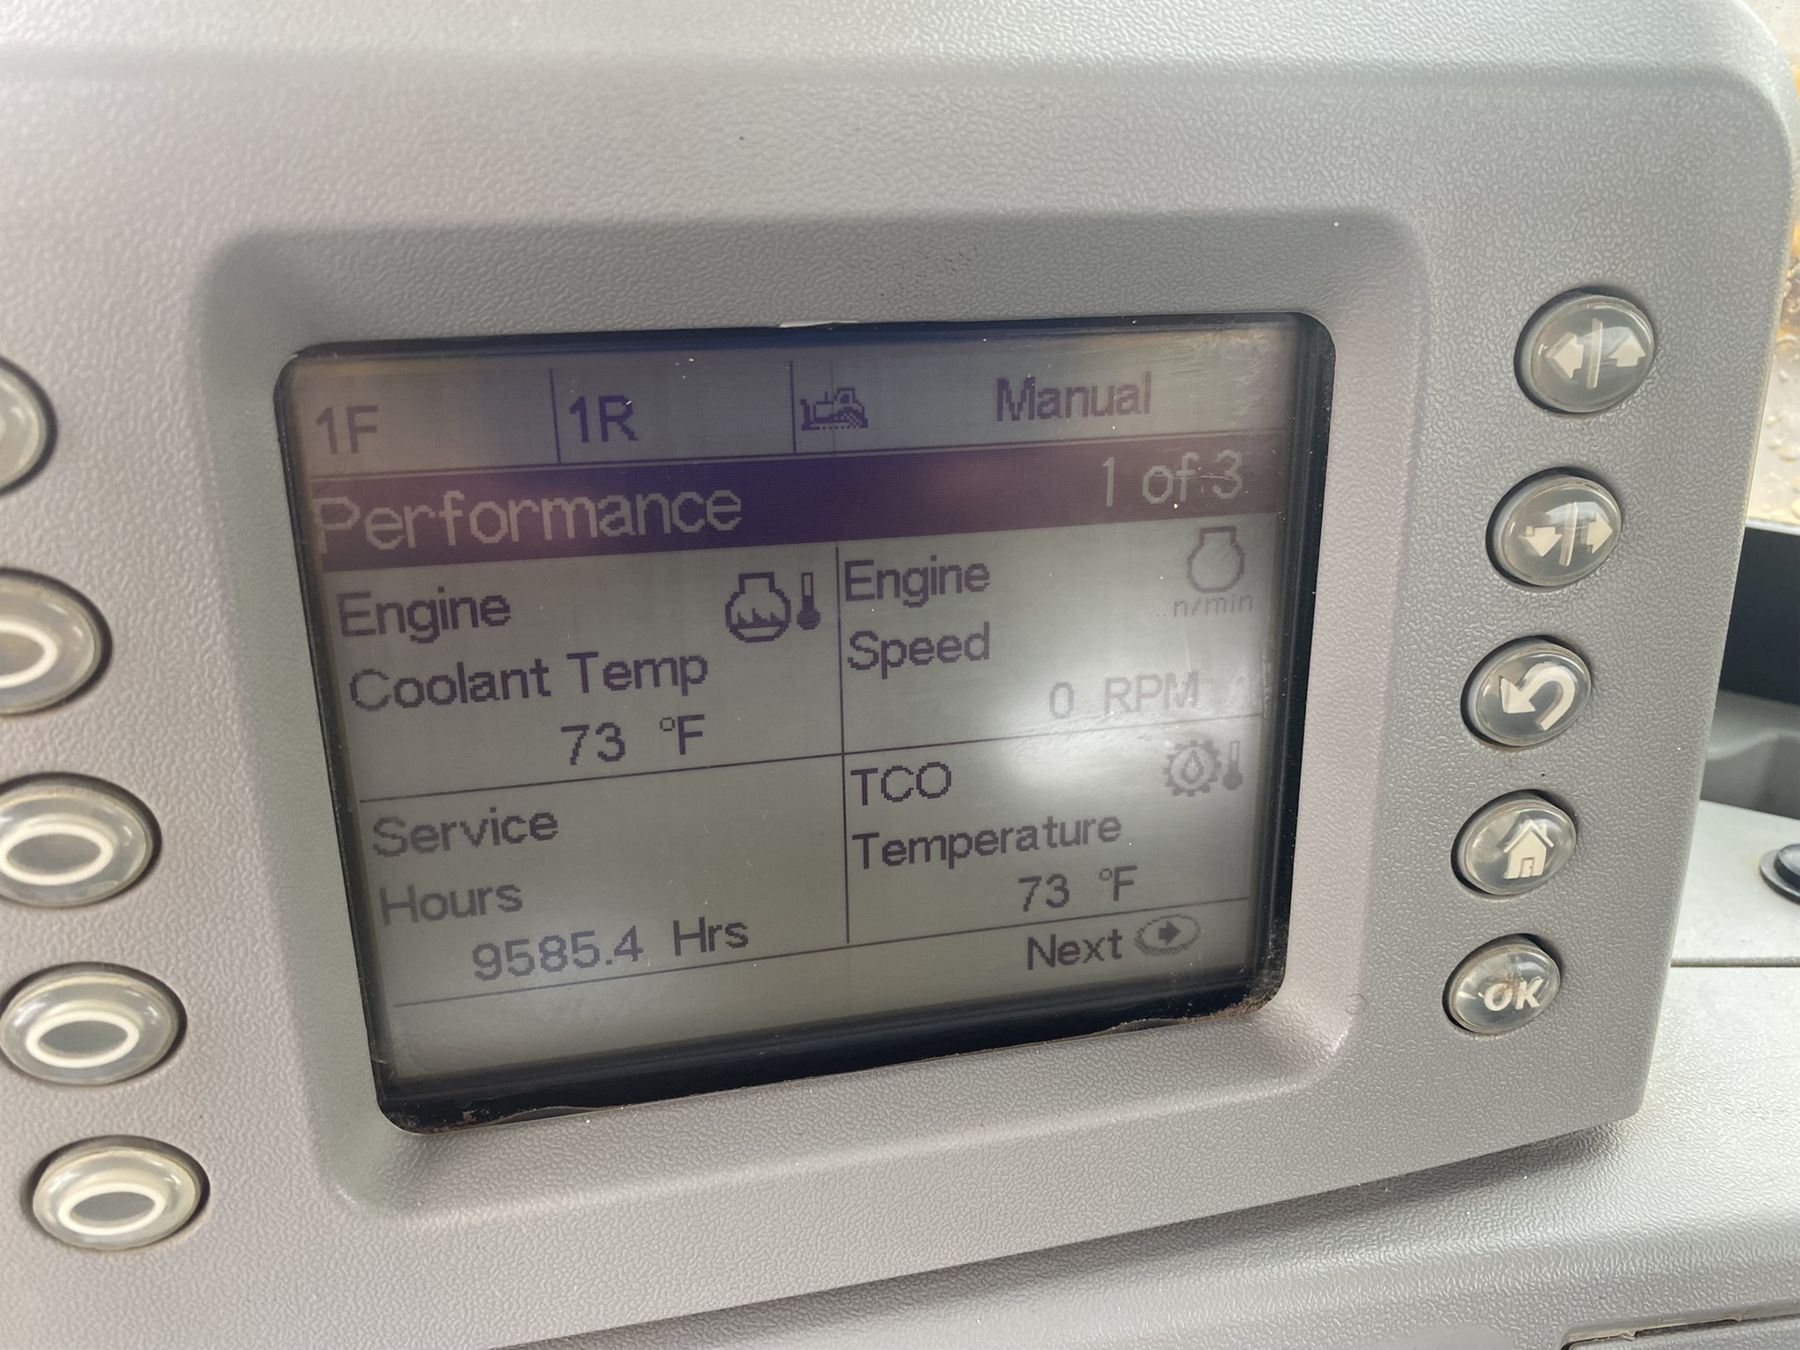 1F 1R Manual
Performance 1 of 3
Engine
Coolant Temp
73 °F
Engine
Speed
n/min
0 RPM
Service
Hours
9585.4 Hrs
TCO
Temperature
73 °F
Next
OK